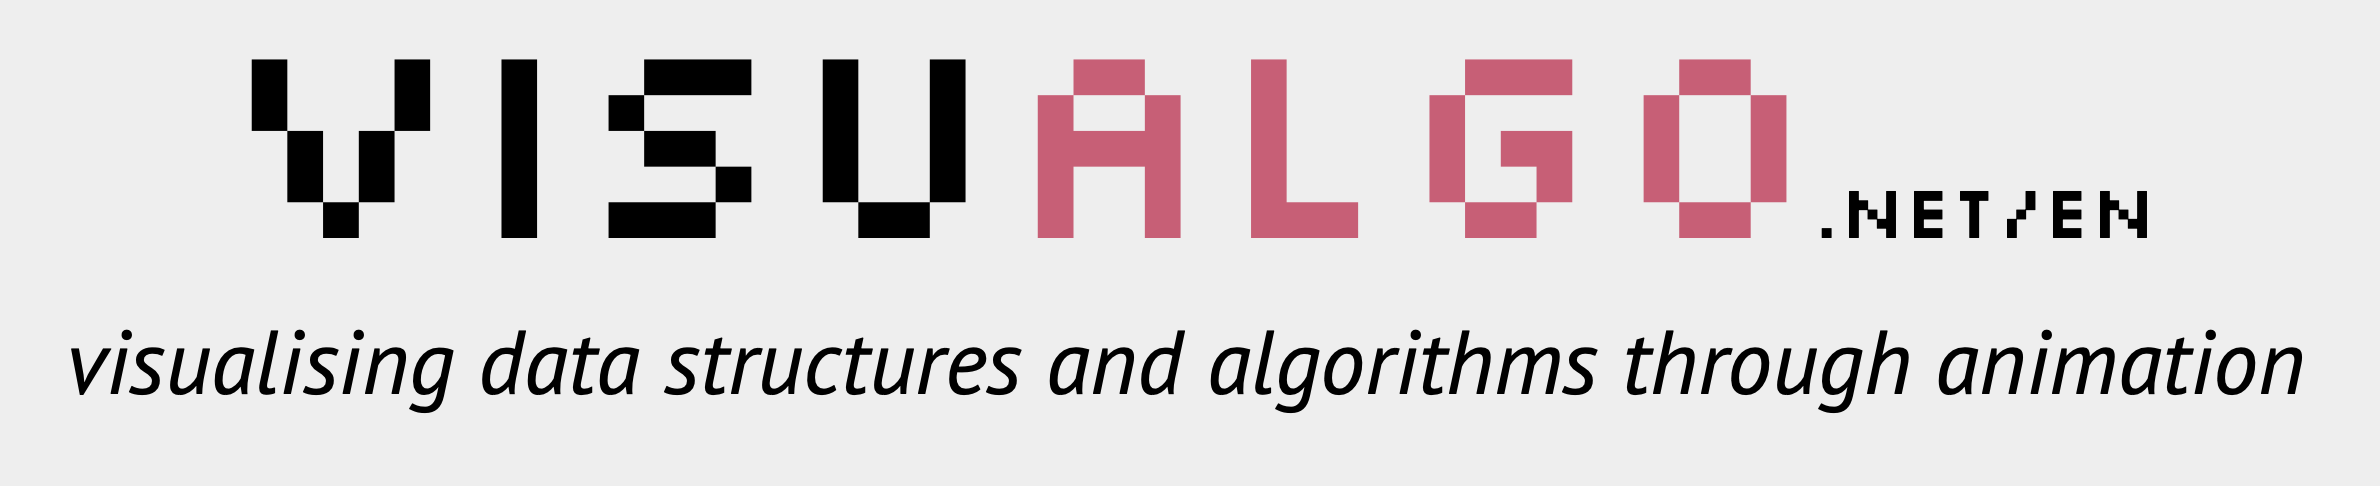 VISUALGO.NET/EN
visualising data structures and algorithms through animation